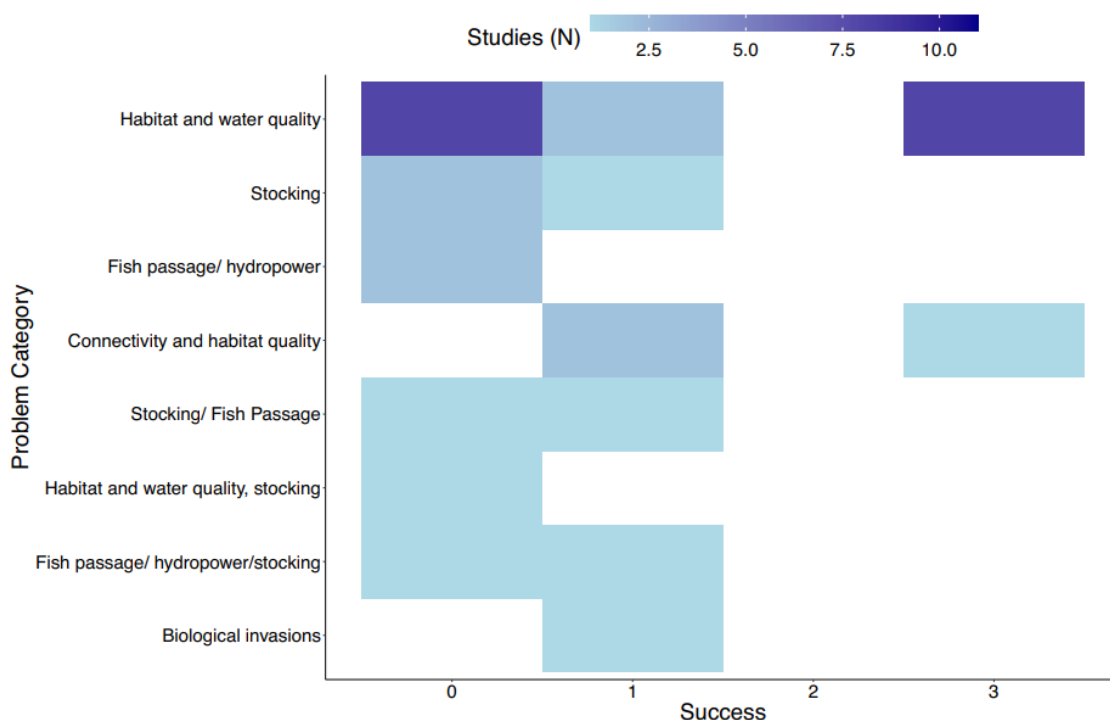 Studies (N)
2.5 5.0 7.5 10.0
Problem Category
Habitat and water quality
Stocking
Fish passage/ hydropower
Connectivity and habitat quality
Stocking/ Fish Passage
Habitat and water quality, stocking
Fish passage/ hydropower/stocking
Biological invasions
0 1 2 3
Success